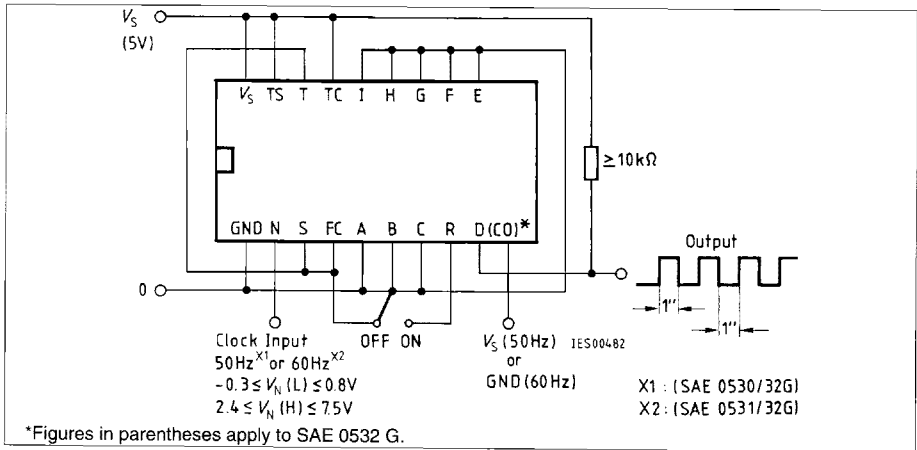 V_S
(5V)
V_S TS T TC I H G F E
≥10kΩ
GND N S FC A B C R D(CO)*
Output
0
1" 1"
OFF ON
Clock Input
50Hz^X1 or 60Hz^X2
-0.3 ≤ V_N (L) ≤ 0.8V
2.4 ≤ V_N (H) ≤ 7.5V
V_S (50Hz)
or
GND (60Hz)
IES00482
X1 : (SAE 0530/32G)
X2 : (SAE 0531/32G)
*Figures in parentheses apply to SAE 0532 G.